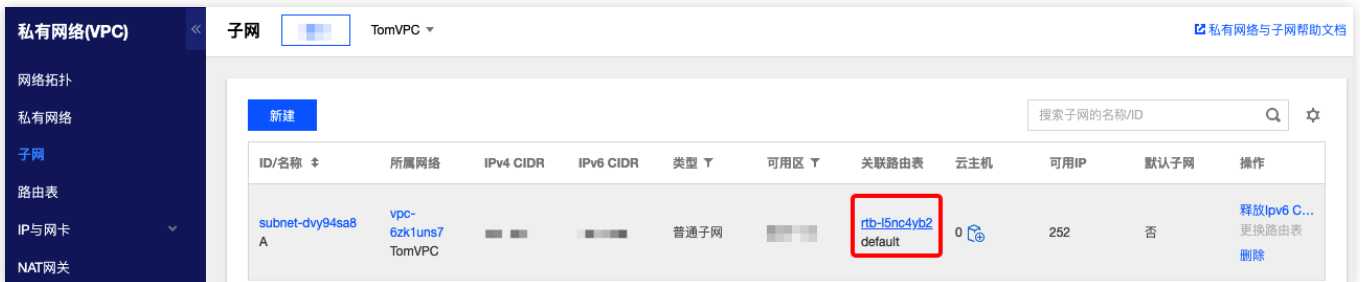 私有网络(VPC)
子网
TomVPC
私有网络与子网帮助文档
网络拓扑
私有网络
子网
路由表
IP与网卡
NAT网关
新建
搜索子网的名称/ID
ID/名称 所属网络 IPv4 CIDR IPv6 CIDR 类型 可用区 关联路由表 云主机 可用IP 默认子网 操作
subnet-dvy94sa8
A
vpc-
6zk1uns7
TomVPC
普通子网
rtb-l5nc4yb2
default
0
252
否
释放Ipv6 C...
更换路由表
删除